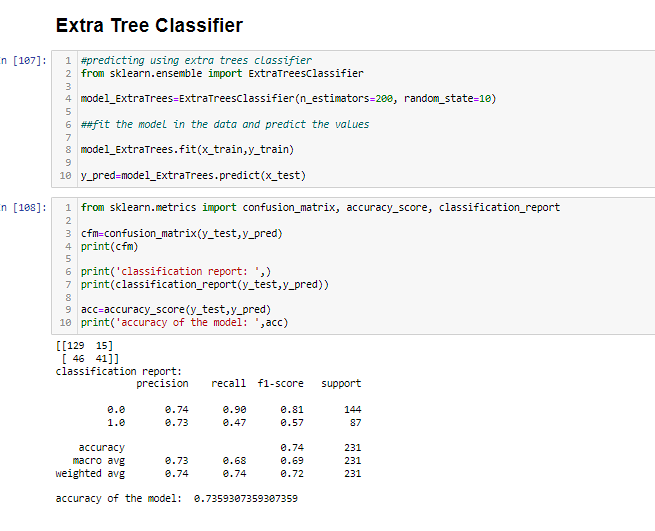 Extra Tree Classifier
n [107]:
1 #predicting using extra trees classifier
2 from sklearn.ensemble import ExtraTreesClassifier
3
4 model_ExtraTrees=ExtraTreesClassifier(n_estimators=200, random_state=10)
5
6 ##fit the model in the data and predict the values
7
8 model_ExtraTrees.fit(x_train,y_train)
9
10 y_pred=model_ExtraTrees.predict(x_test)
n [108]:
1 from sklearn.metrics import confusion_matrix, accuracy_score, classification_report
2
3 cfm=confusion_matrix(y_test,y_pred)
4 print(cfm)
5
6 print('classification report: ',)
7 print(classification_report(y_test,y_pred))
8
9 acc=accuracy_score(y_test,y_pred)
10 print('accuracy of the model: ',acc)
[[129 15]
[ 46 41]]
classification report:
precision recall f1-score support
0.0 0.74 0.90 0.81 144
1.0 0.73 0.47 0.57 87
accuracy 0.74 231
macro avg 0.73 0.68 0.69 231
weighted avg 0.74 0.74 0.72 231
accuracy of the model: 0.7359307359307359